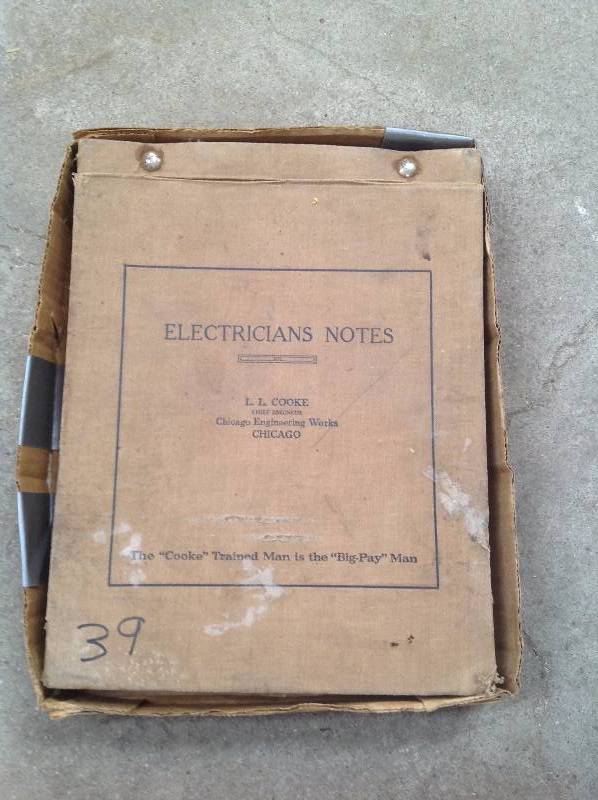 ELECTRICIANS NOTES
L. L. COOKE
CHIEF ENGINEER
Chicago Engineering Works
CHICAGO
The "Cooke" Trained Man is the "Big-Pay" Man
39